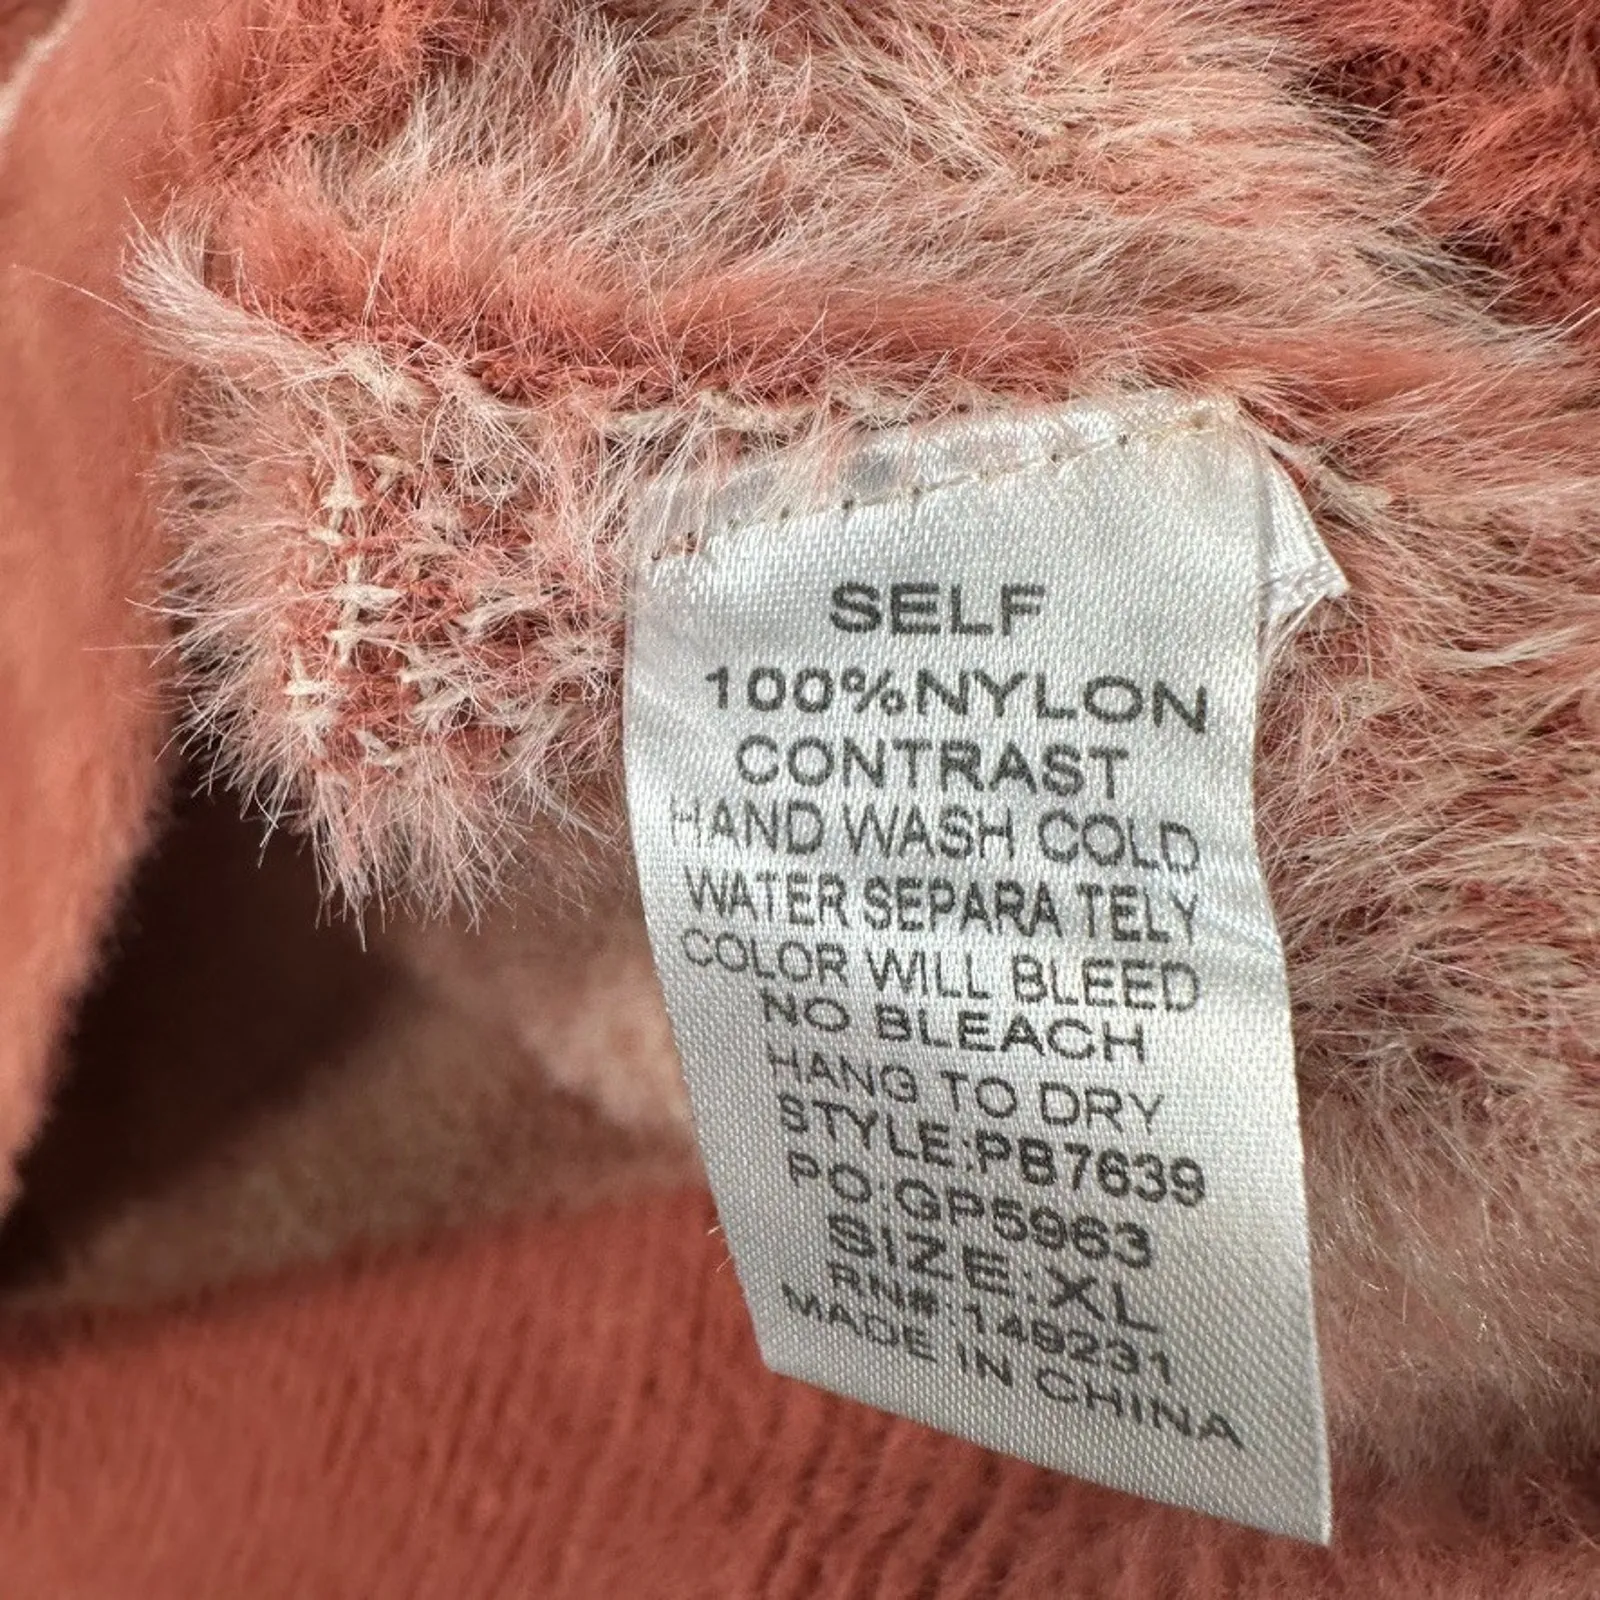 SELF
100%NYLON
CONTRAST
HAND WASH COLD
WATER SEPARA TELY
COLOR WILL BLEED
NO BLEACH
HANG TO DRY
STYLE:PB7639
PO:GP5963
SIZE:XL
RN#:149231
MADE IN CHINA